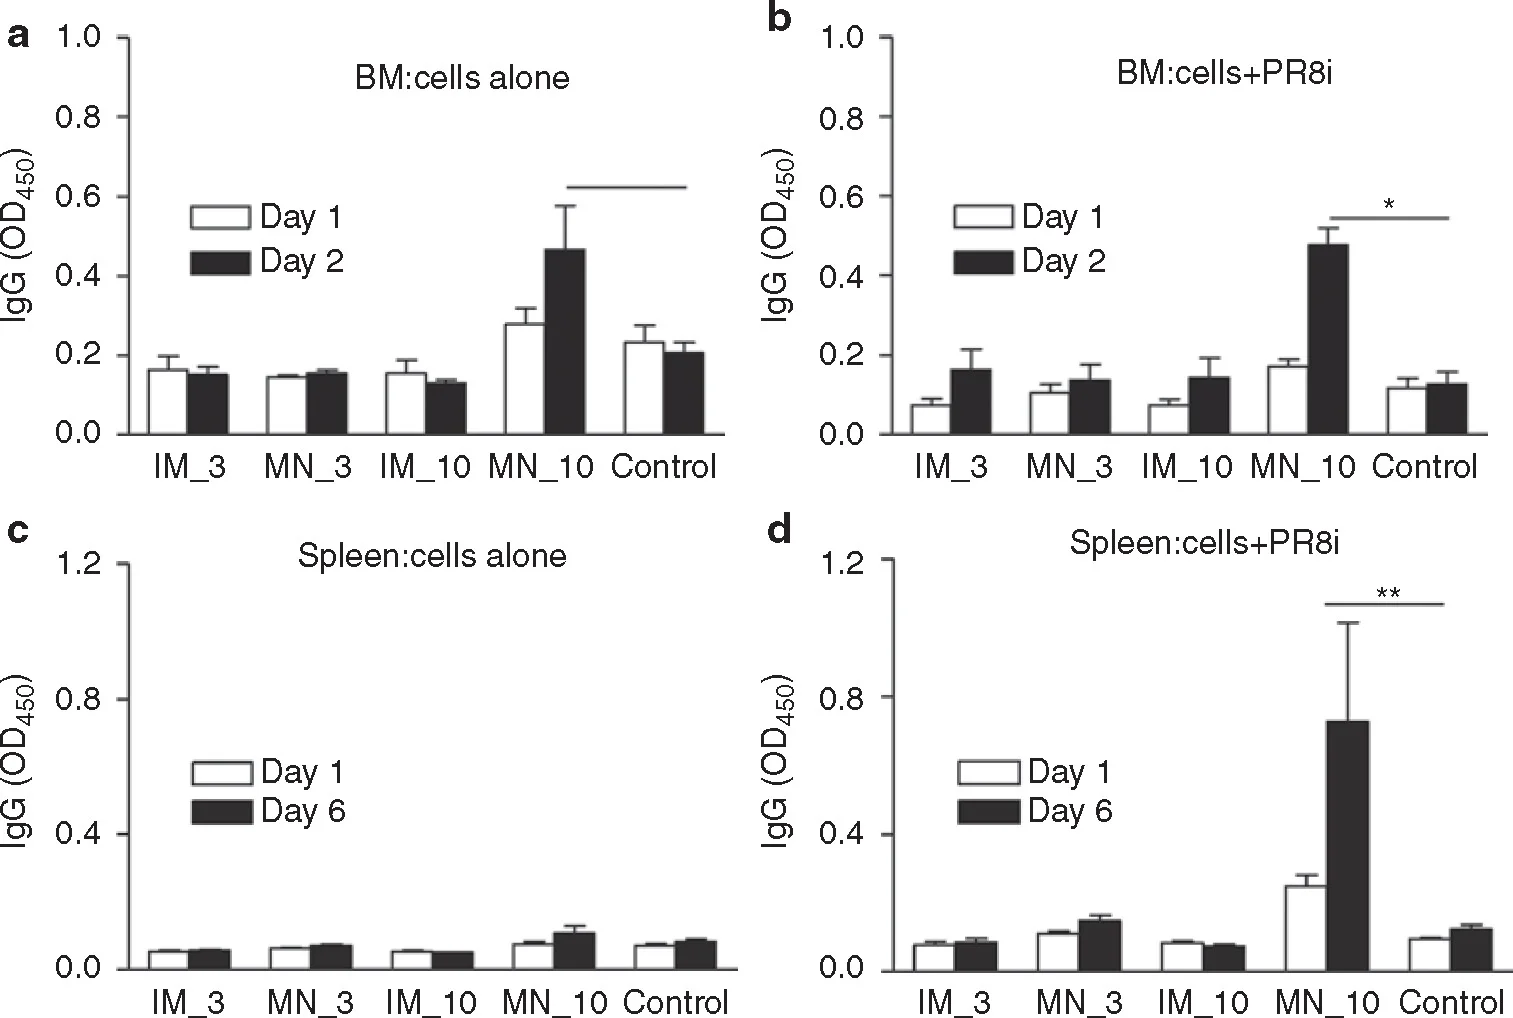 a
BM:cells alone
IgG (OD450)
1.0
0.8
0.6
0.4
0.2
0.0
Day 1
Day 2
IM_3 MN_3 IM_10 MN_10 Control
b
BM:cells+PR8i
IgG (OD450)
1.0
0.8
0.6
0.4
0.2
0.0
Day 1
Day 2
*
IM_3 MN_3 IM_10 MN_10 Control
c
Spleen:cells alone
IgG (OD450)
1.2
0.8
0.4
0.0
Day 1
Day 6
IM_3 MN_3 IM_10 MN_10 Control
d
Spleen:cells+PR8i
IgG (OD450)
1.2
0.8
0.4
0.0
Day 1
Day 6
**
IM_3 MN_3 IM_10 MN_10 Control